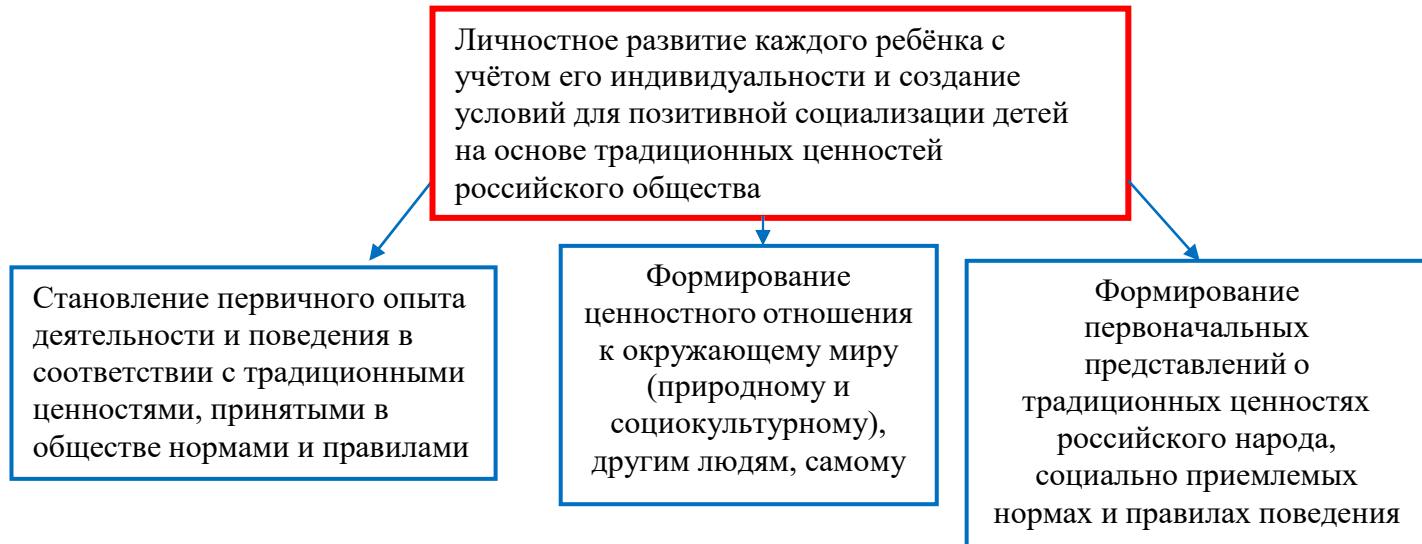 Личностное развитие каждого ребёнка с
учётом его индивидуальности и создание
условий для позитивной социализации детей
на основе традиционных ценностей
российского общества
Становление первичного опыта
деятельности и поведения в
соответствии с традиционными
ценностями, принятыми в
обществе нормами и правилами
Формирование
ценностного отношения
к окружающему миру
(природному и
социокультурному),
другим людям, самому
Формирование
первоначальных
представлений о
традиционных ценностях
российского народа,
социально приемлемых
нормах и правилах поведения